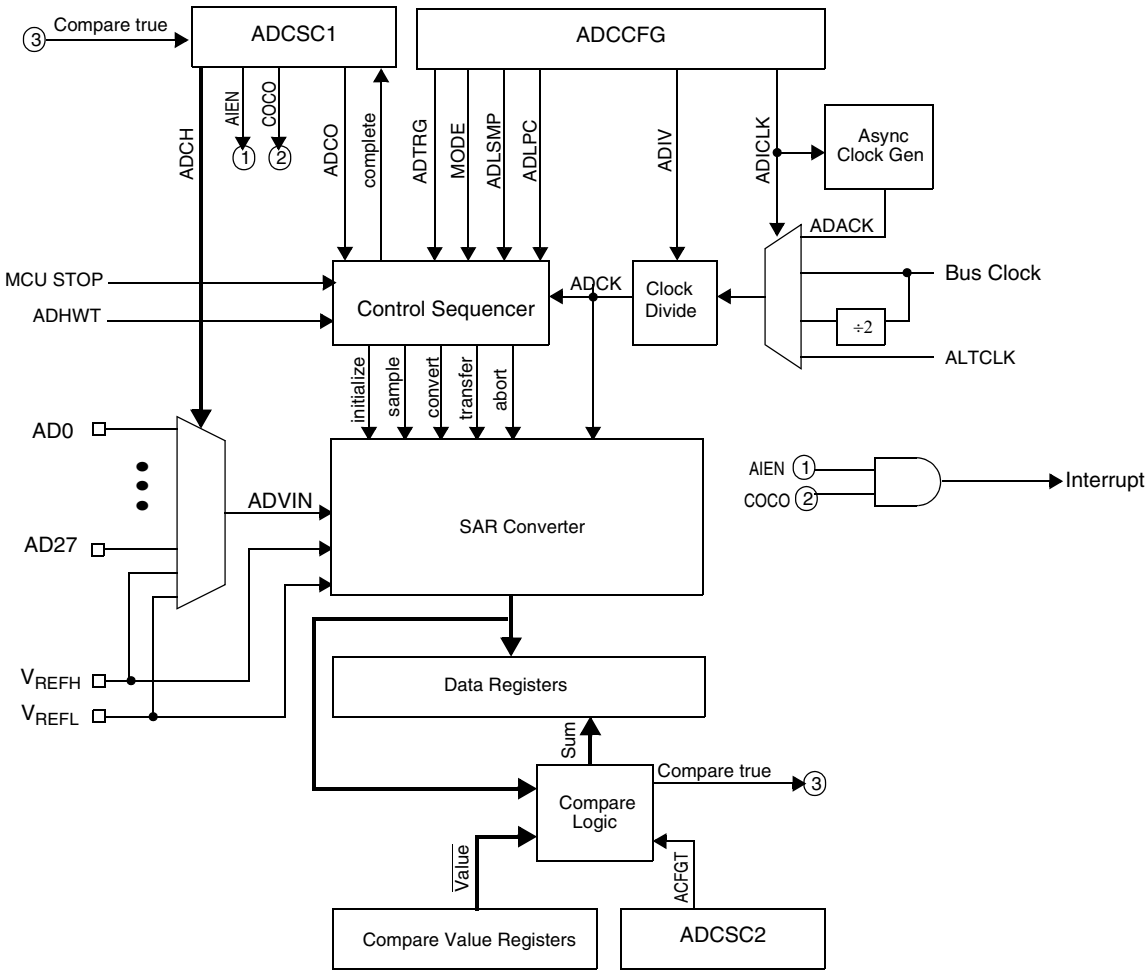 3 Compare true
ADCSC1
ADCCFG
ADCH
AIEN
COCO
ADCO
complete
ADTRG
MODE
ADLSMP
ADLPC
ADIV
ADICLK
1
2
Async
Clock Gen
ADACK
MCU STOP
ADHWT
Control Sequencer
ADCK
Clock
Divide
Bus Clock
÷2
ALTCLK
initialize
sample
convert
transfer
abort
AD0
AD27
ADVIN
SAR Converter
AIEN 1
COCO 2
Interrupt
VREFH
VREFL
Data Registers
Sum
Compare
Logic
Compare true 3
Value
ACFGT
Compare Value Registers
ADCSC2